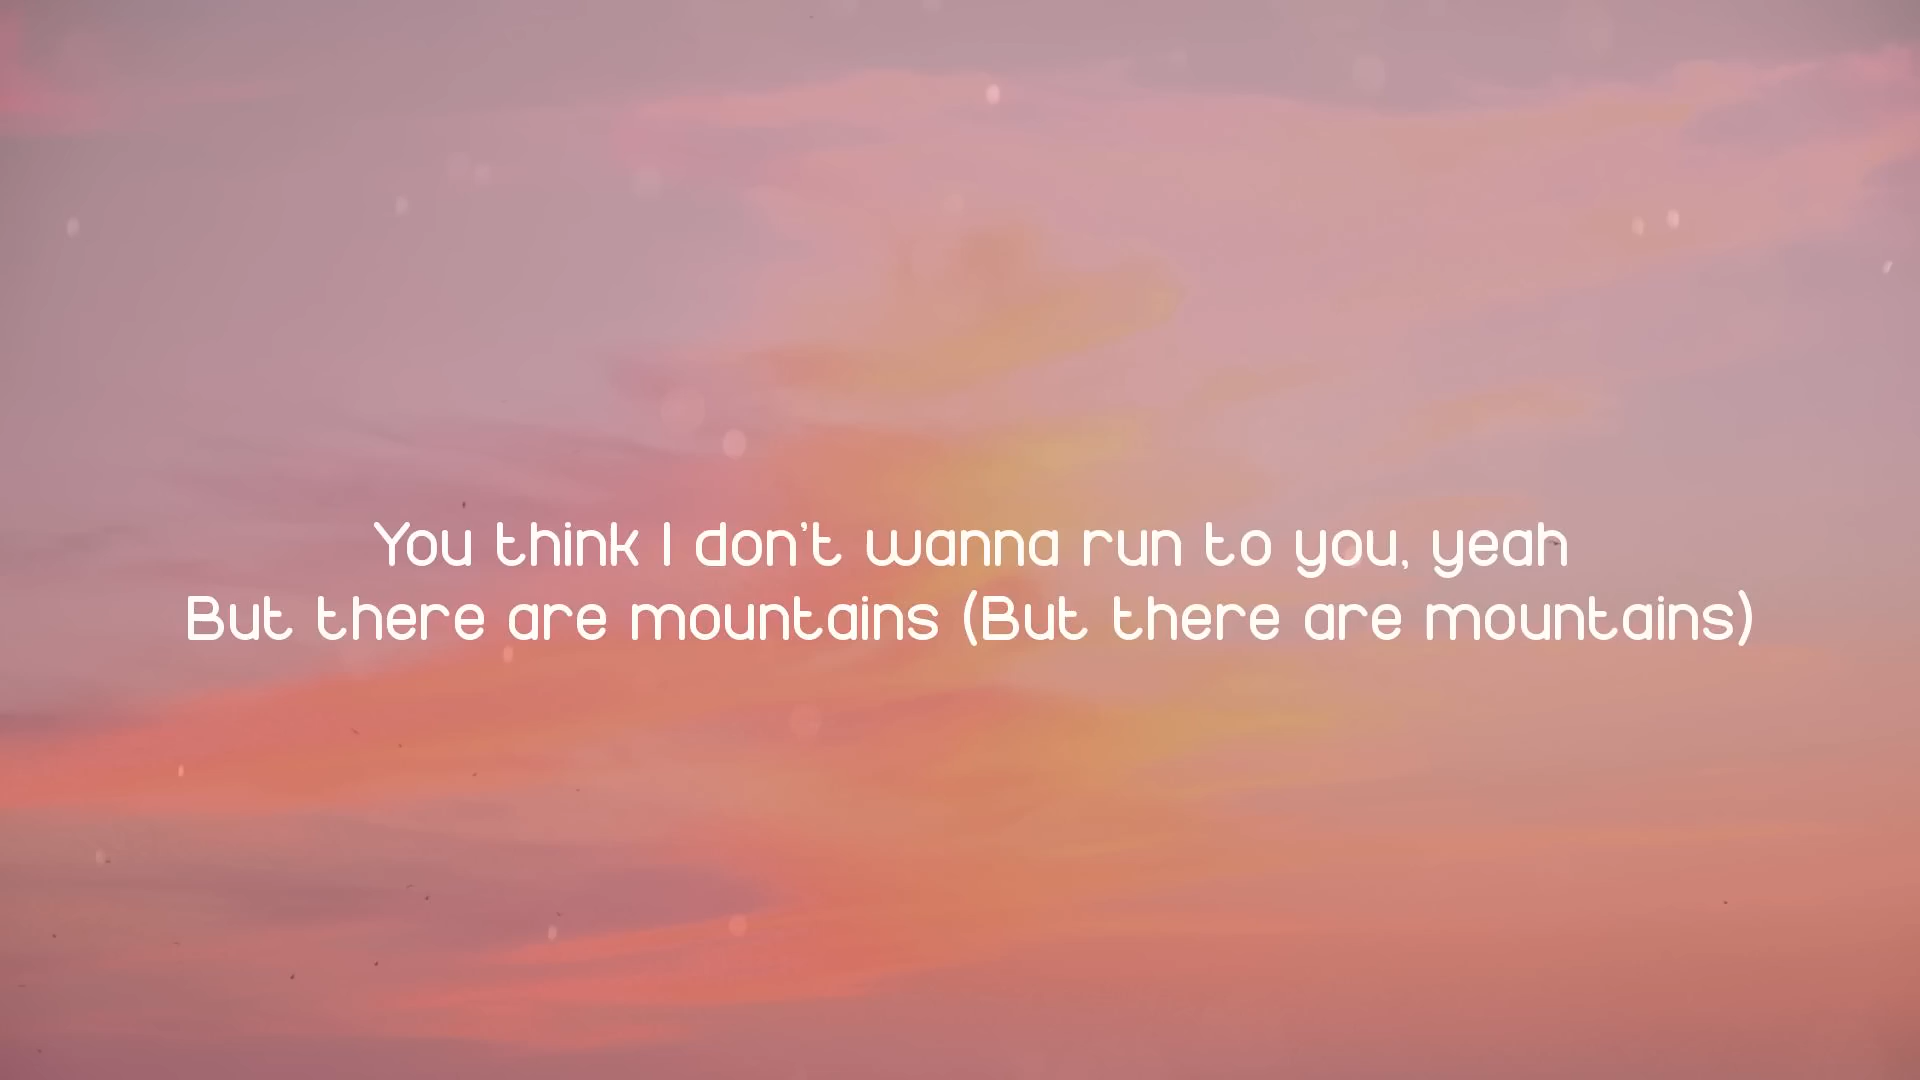 You think I don't wanna run to you, yeah
But there are mountains (But there are mountains)